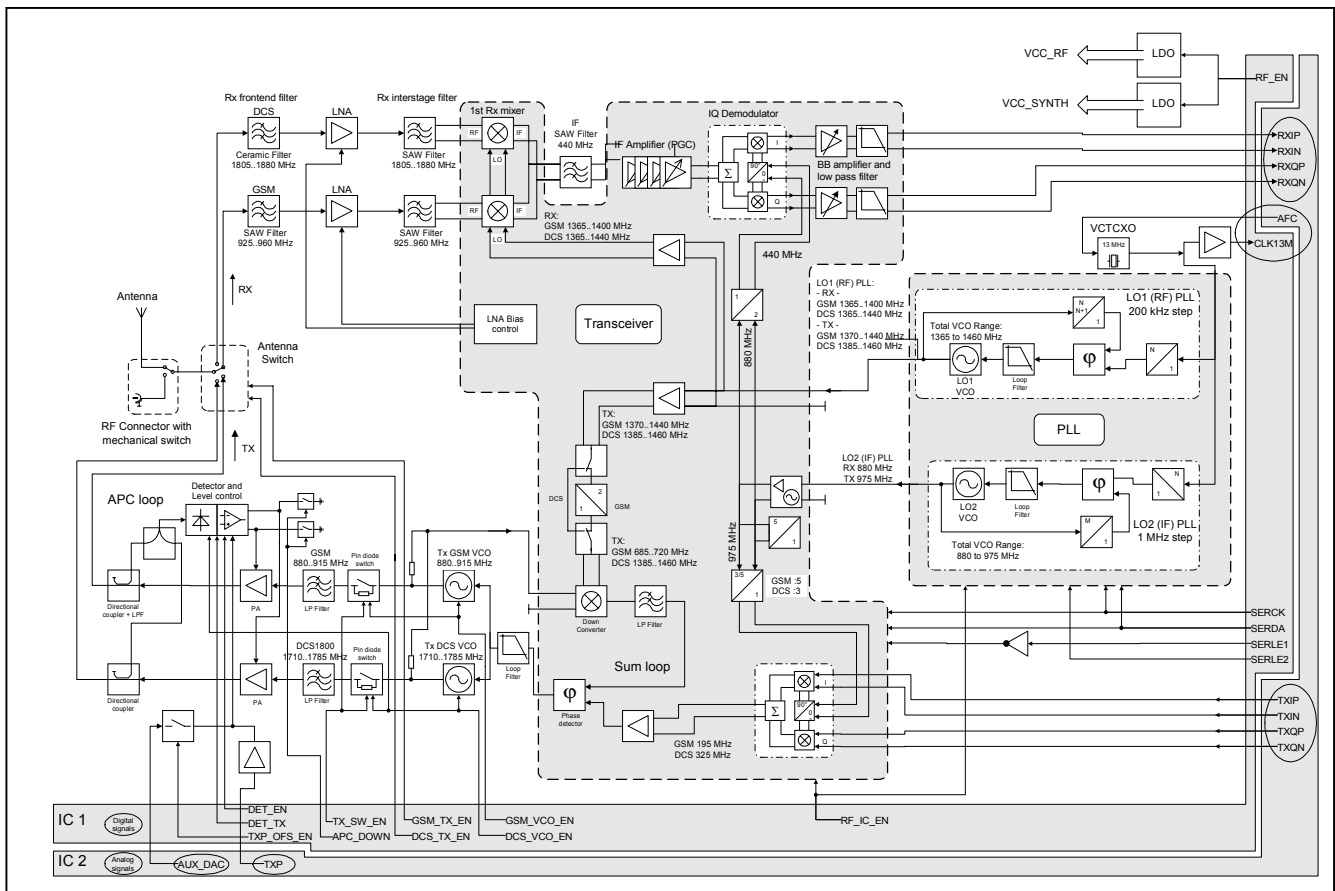 VCC_RF
LDO
RF_EN
VCC_SYNTH
LDO
Rx frontend filter
DCS
LNA
Rx interstage filter
1st Rx mixer
Ceramic Filter
1805..1880 MHz
SAW Filter
1805..1880 MHz
RF
IF
LO
IF
SAW Filter
440 MHz
IF Amplifier (PGC)
IQ Demodulator
Σ
I
90°
0
Q
BB amplifier and
low pass filter
RXIP
RXIN
RXQP
RXQN
GSM
LNA
SAW Filter
925..960 MHz
SAW Filter
925..960 MHz
RF
IF
LO
RX:
GSM 1365..1400 MHz
DCS 1365..1440 MHz
440 MHz
VCTCXO
13 MHz
AFC
CLK13M
RX
Antenna
Antenna
Switch
LNA Bias
control
Transceiver
1
2
880 MHz
LO1 (RF) PLL:
- RX -
GSM 1365..1400 MHz
DCS 1365..1440 MHz
- TX -
GSM 1370..1440 MHz
DCS 1385..1460 MHz
Total VCO Range:
1365 to 1460 MHz
N
N+1
1
LO1 (RF) PLL
200 kHz step
LO1
VCO
Loop
Filter
φ
N
1
RF Connector with
mechanical switch
TX
TX:
GSM 1370..1440 MHz
DCS 1385..1460 MHz
PLL
APC loop
Detector and
Level control
DCS
2
1
GSM
LO2 (IF) PLL
RX 880 MHz
TX 975 MHz
LO2
VCO
Loop
Filter
φ
N
1
M
1
LO2 (IF) PLL
1 MHz step
Total VCO Range:
880 to 975 MHz
TX:
GSM 685..720 MHz
DCS 1385..1460 MHz
975 MHz
5
1
3/5
1
GSM :5
DCS :3
GSM
880..915 MHz
Pin diode
switch
Tx GSM VCO
880..915 MHz
Directional
coupler + LPF
PA
LP Filter
Down
Converter
LP Filter
SERCK
SERDA
SERLE1
SERLE2
DCS1800
1710..1785 MHz
Pin diode
switch
Tx DCS VCO
1710..1785 MHz
Loop
Filter
Sum loop
Directional
coupler
PA
LP Filter
φ
Phase
detector
GSM 195 MHz
DCS 325 MHz
Σ
I
90°
0
Q
TXIP
TXIN
TXQP
TXQN
IC 1
Digital
signals
DET_EN
DET_TX
TXP_OFS_EN
TX_SW_EN
APC_DOWN
GSM_TX_EN
DCS_TX_EN
GSM_VCO_EN
DCS_VCO_EN
RF_IC_EN
IC 2
Analog
signals
AUX_DAC
TXP